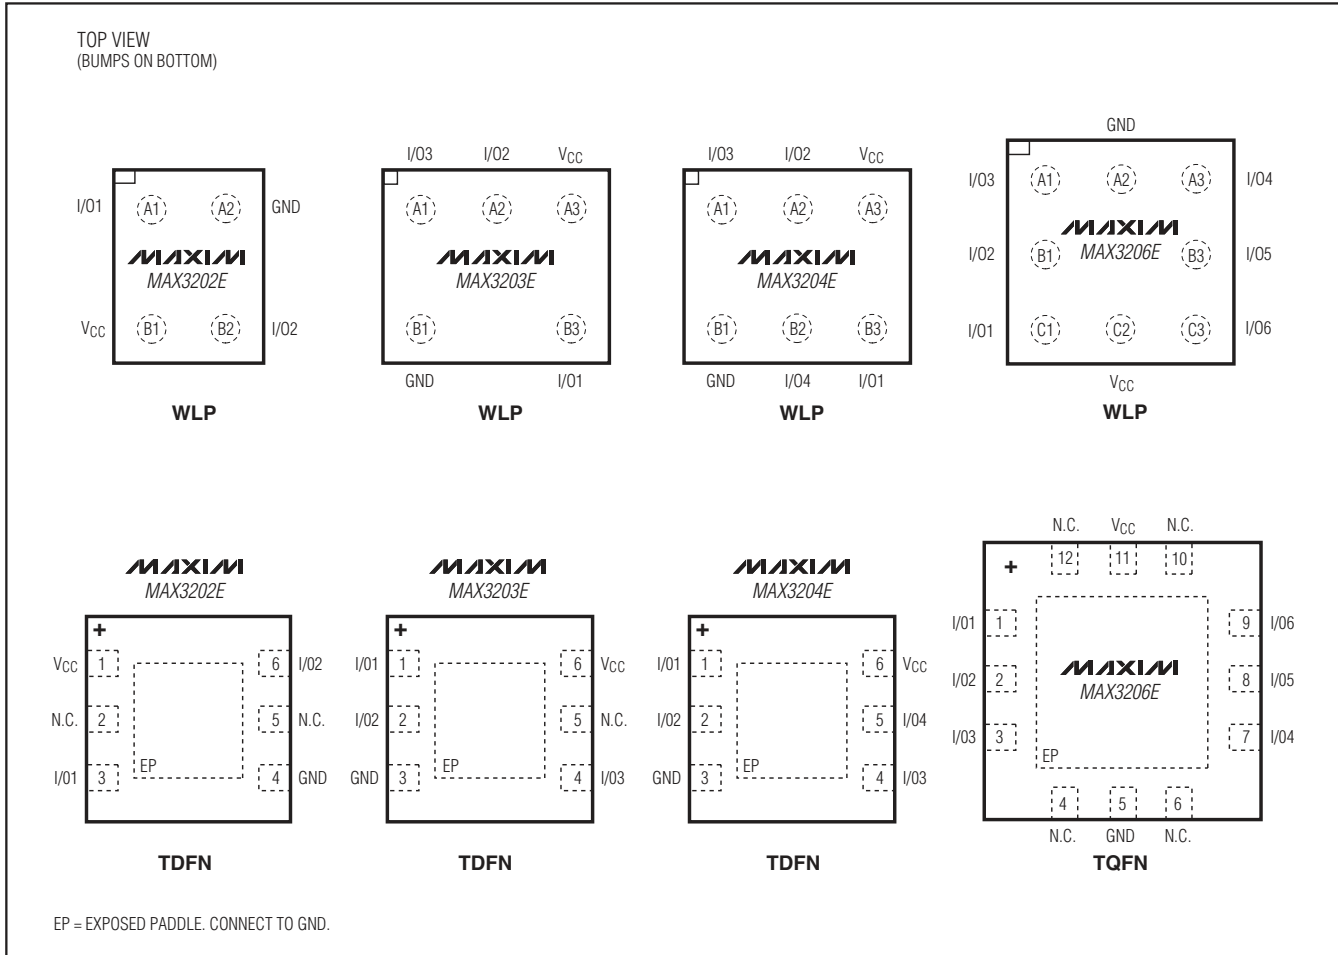 TOP VIEW
(BUMPS ON BOTTOM)
I/O1 A1 A2 GND
MAXIM
MAX3202E
VCC B1 B2 I/O2
WLP
I/O3 I/O2 VCC
A1 A2 A3
MAXIM
MAX3203E
B1 B3
GND I/O1
WLP
I/O3 I/O2 VCC
A1 A2 A3
MAXIM
MAX3204E
B1 B2 B3
GND I/O4 I/O1
WLP
GND
I/O3 A1 A2 A3 I/O4
MAXIM
I/O2 B1 MAX3206E B3 I/O5
I/O1 C1 C2 C3 I/O6
VCC
WLP
MAXIM
MAX3202E
+
VCC 1 6 I/O2
N.C. 2 5 N.C.
I/O1 3 EP 4 GND
TDFN
MAXIM
MAX3203E
+
I/O1 1 6 VCC
I/O2 2 5 N.C.
GND 3 EP 4 I/O3
TDFN
MAXIM
MAX3204E
+
I/O1 1 6 VCC
I/O2 2 5 I/O4
GND 3 EP 4 I/O3
TDFN
N.C. VCC N.C.
12 11 10
+
I/O1 1 9 I/O6
MAXIM
I/O2 2 MAX3206E 8 I/O5
I/O3 3 7 I/O4
EP
4 5 6
N.C. GND N.C.
TQFN
EP = EXPOSED PADDLE. CONNECT TO GND.